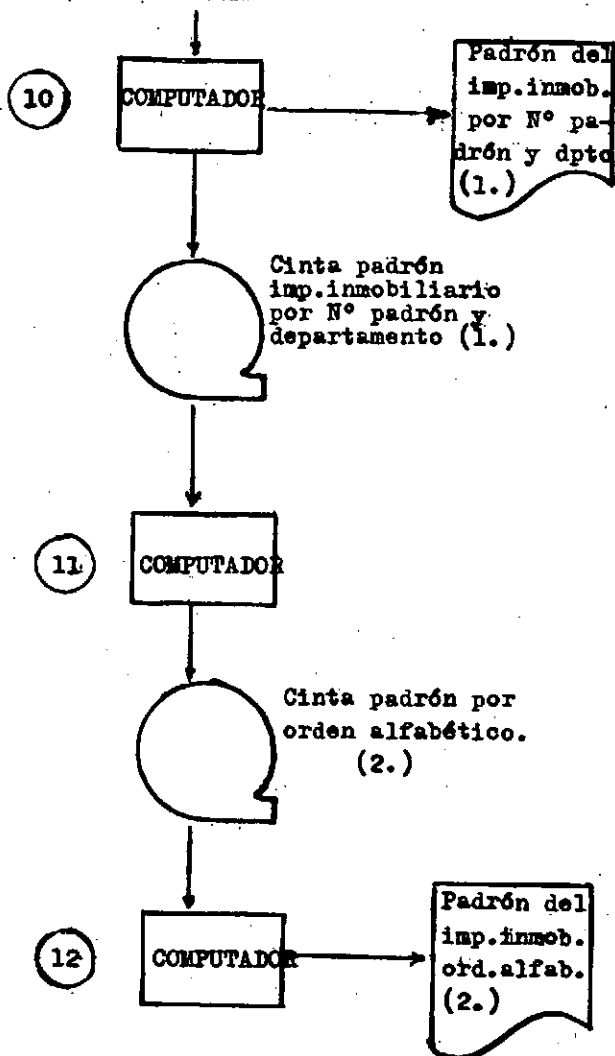 10
COMPUTADOR
Padrón del
imp.inmob.
por Nº pa-
drón y dpto
(1.)
Cinta padrón
imp.inmobiliario
por Nº padrón y
departamento (1.)
11
COMPUTADOR
Cinta padrón por
orden alfabético.
(2.)
12
COMPUTADOR
Padrón del
imp.inmob.
ord.alfab.
(2.)